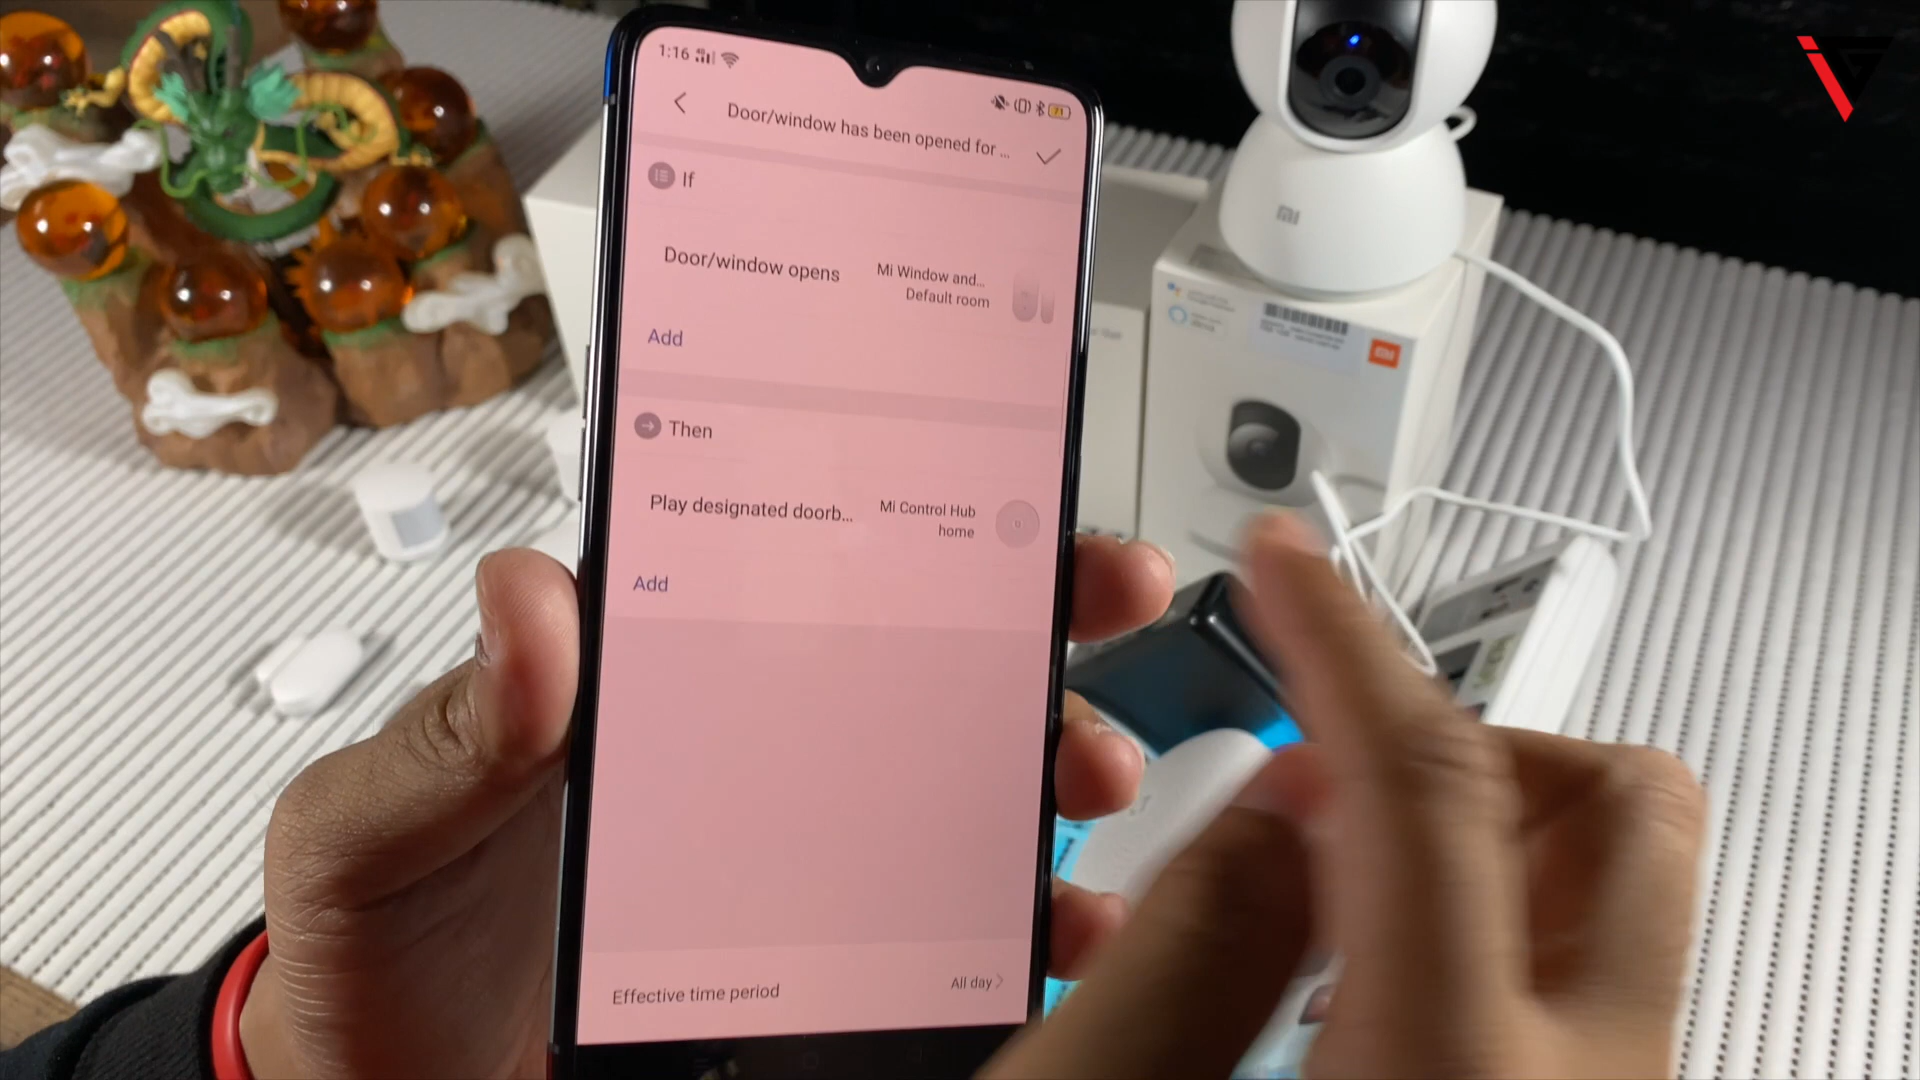 1:16
71
Door/window has been opened for ...
If
Door/window opens
Mi Window and...
Default room
Add
Then
Play designated doorb...
Mi Control Hub
home
Add
Effective time period
All day